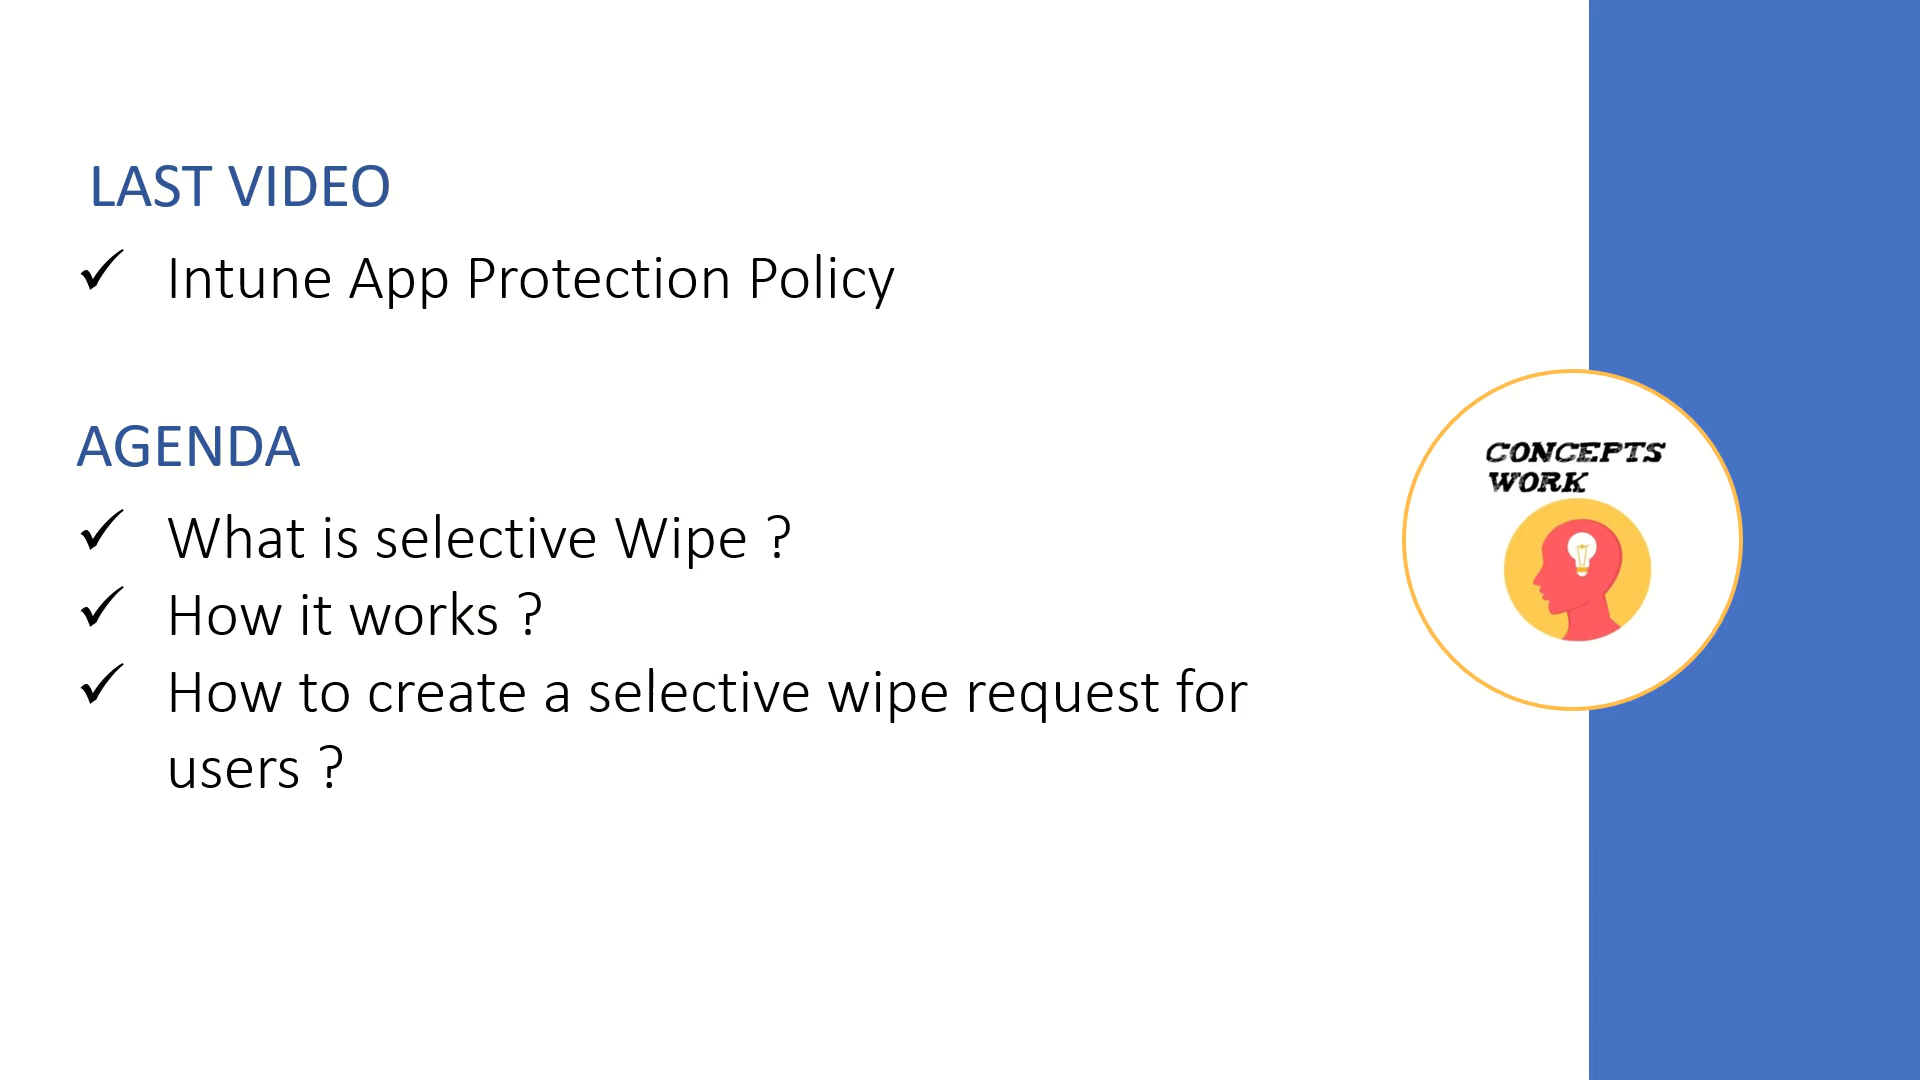 LAST VIDEO
✓ Intune App Protection Policy
AGENDA
✓ What is selective Wipe ?
✓ How it works ?
✓ How to create a selective wipe request for
users ?
CONCEPTS
WORK